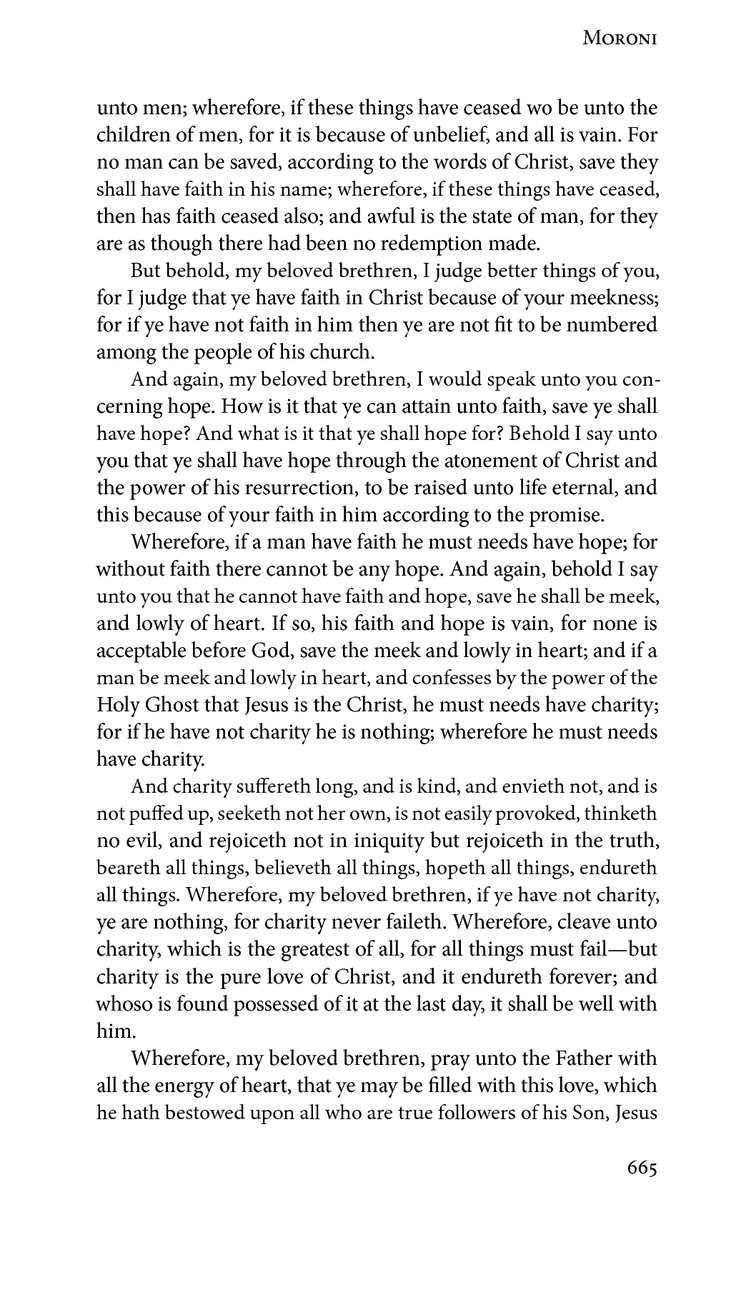 Moroni
unto men; wherefore, if these things have ceased wo be unto the
children of men, for it is because of unbelief, and all is vain. For
no man can be saved, according to the words of Christ, save they
shall have faith in his name; wherefore, if these things have ceased,
then has faith ceased also; and awful is the state of man, for they
are as though there had been no redemption made.
But behold, my beloved brethren, I judge better things of you,
for I judge that ye have faith in Christ because of your meekness;
for if ye have not faith in him then ye are not fit to be numbered
among the people of his church.
And again, my beloved brethren, I would speak unto you con-
cerning hope. How is it that ye can attain unto faith, save ye shall
have hope? And what is it that ye shall hope for? Behold I say unto
you that ye shall have hope through the atonement of Christ and
the power of his resurrection, to be raised unto life eternal, and
this because of your faith in him according to the promise.
Wherefore, if a man have faith he must needs have hope; for
without faith there cannot be any hope. And again, behold I say
unto you that he cannot have faith and hope, save he shall be meek,
and lowly of heart. If so, his faith and hope is vain, for none is
acceptable before God, save the meek and lowly in heart; and if a
man be meek and lowly in heart, and confesses by the power of the
Holy Ghost that Jesus is the Christ, he must needs have charity;
for if he have not charity he is nothing; wherefore he must needs
have charity.
And charity suffereth long, and is kind, and envieth not, and is
not puffed up, seeketh not her own, is not easily provoked, thinketh
no evil, and rejoiceth not in iniquity but rejoiceth in the truth,
beareth all things, believeth all things, hopeth all things, endureth
all things. Wherefore, my beloved brethren, if ye have not charity,
ye are nothing, for charity never faileth. Wherefore, cleave unto
charity, which is the greatest of all, for all things must fail—but
charity is the pure love of Christ, and it endureth forever; and
whoso is found possessed of it at the last day, it shall be well with
him.
Wherefore, my beloved brethren, pray unto the Father with
all the energy of heart, that ye may be filled with this love, which
he hath bestowed upon all who are true followers of his Son, Jesus
665